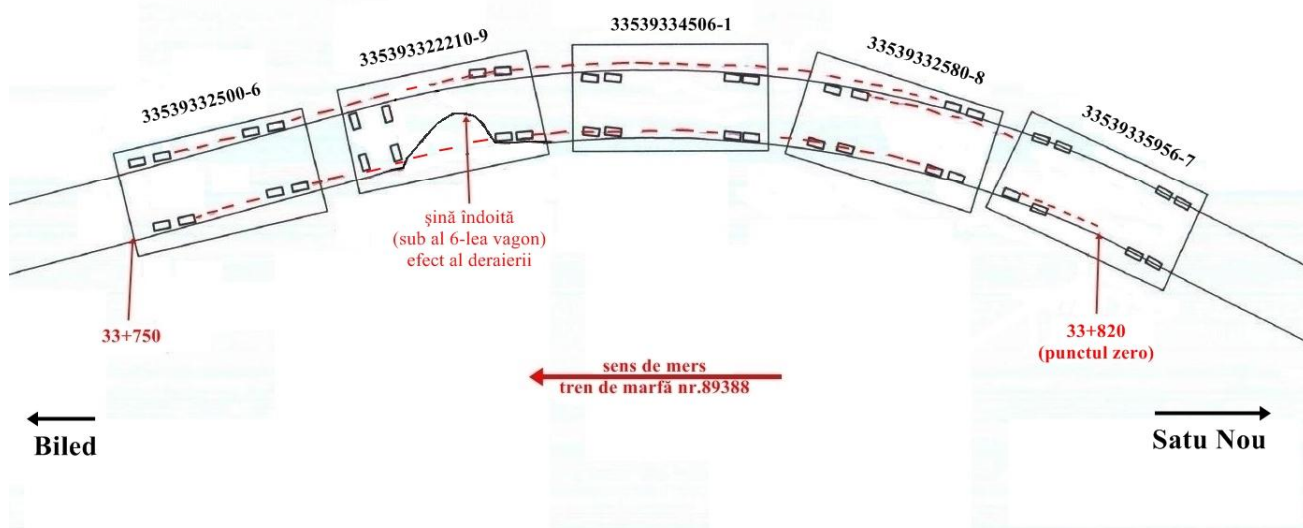 33539332500-6
335393322210-9
33539334506-1
33539332580-8
33539335956-7
șină îndoită
(sub al 6-lea vagon)
efect al deraierii
33+750
33+820
(punctul zero)
sens de mers
tren de marfă nr.89388
Biled
Satu Nou